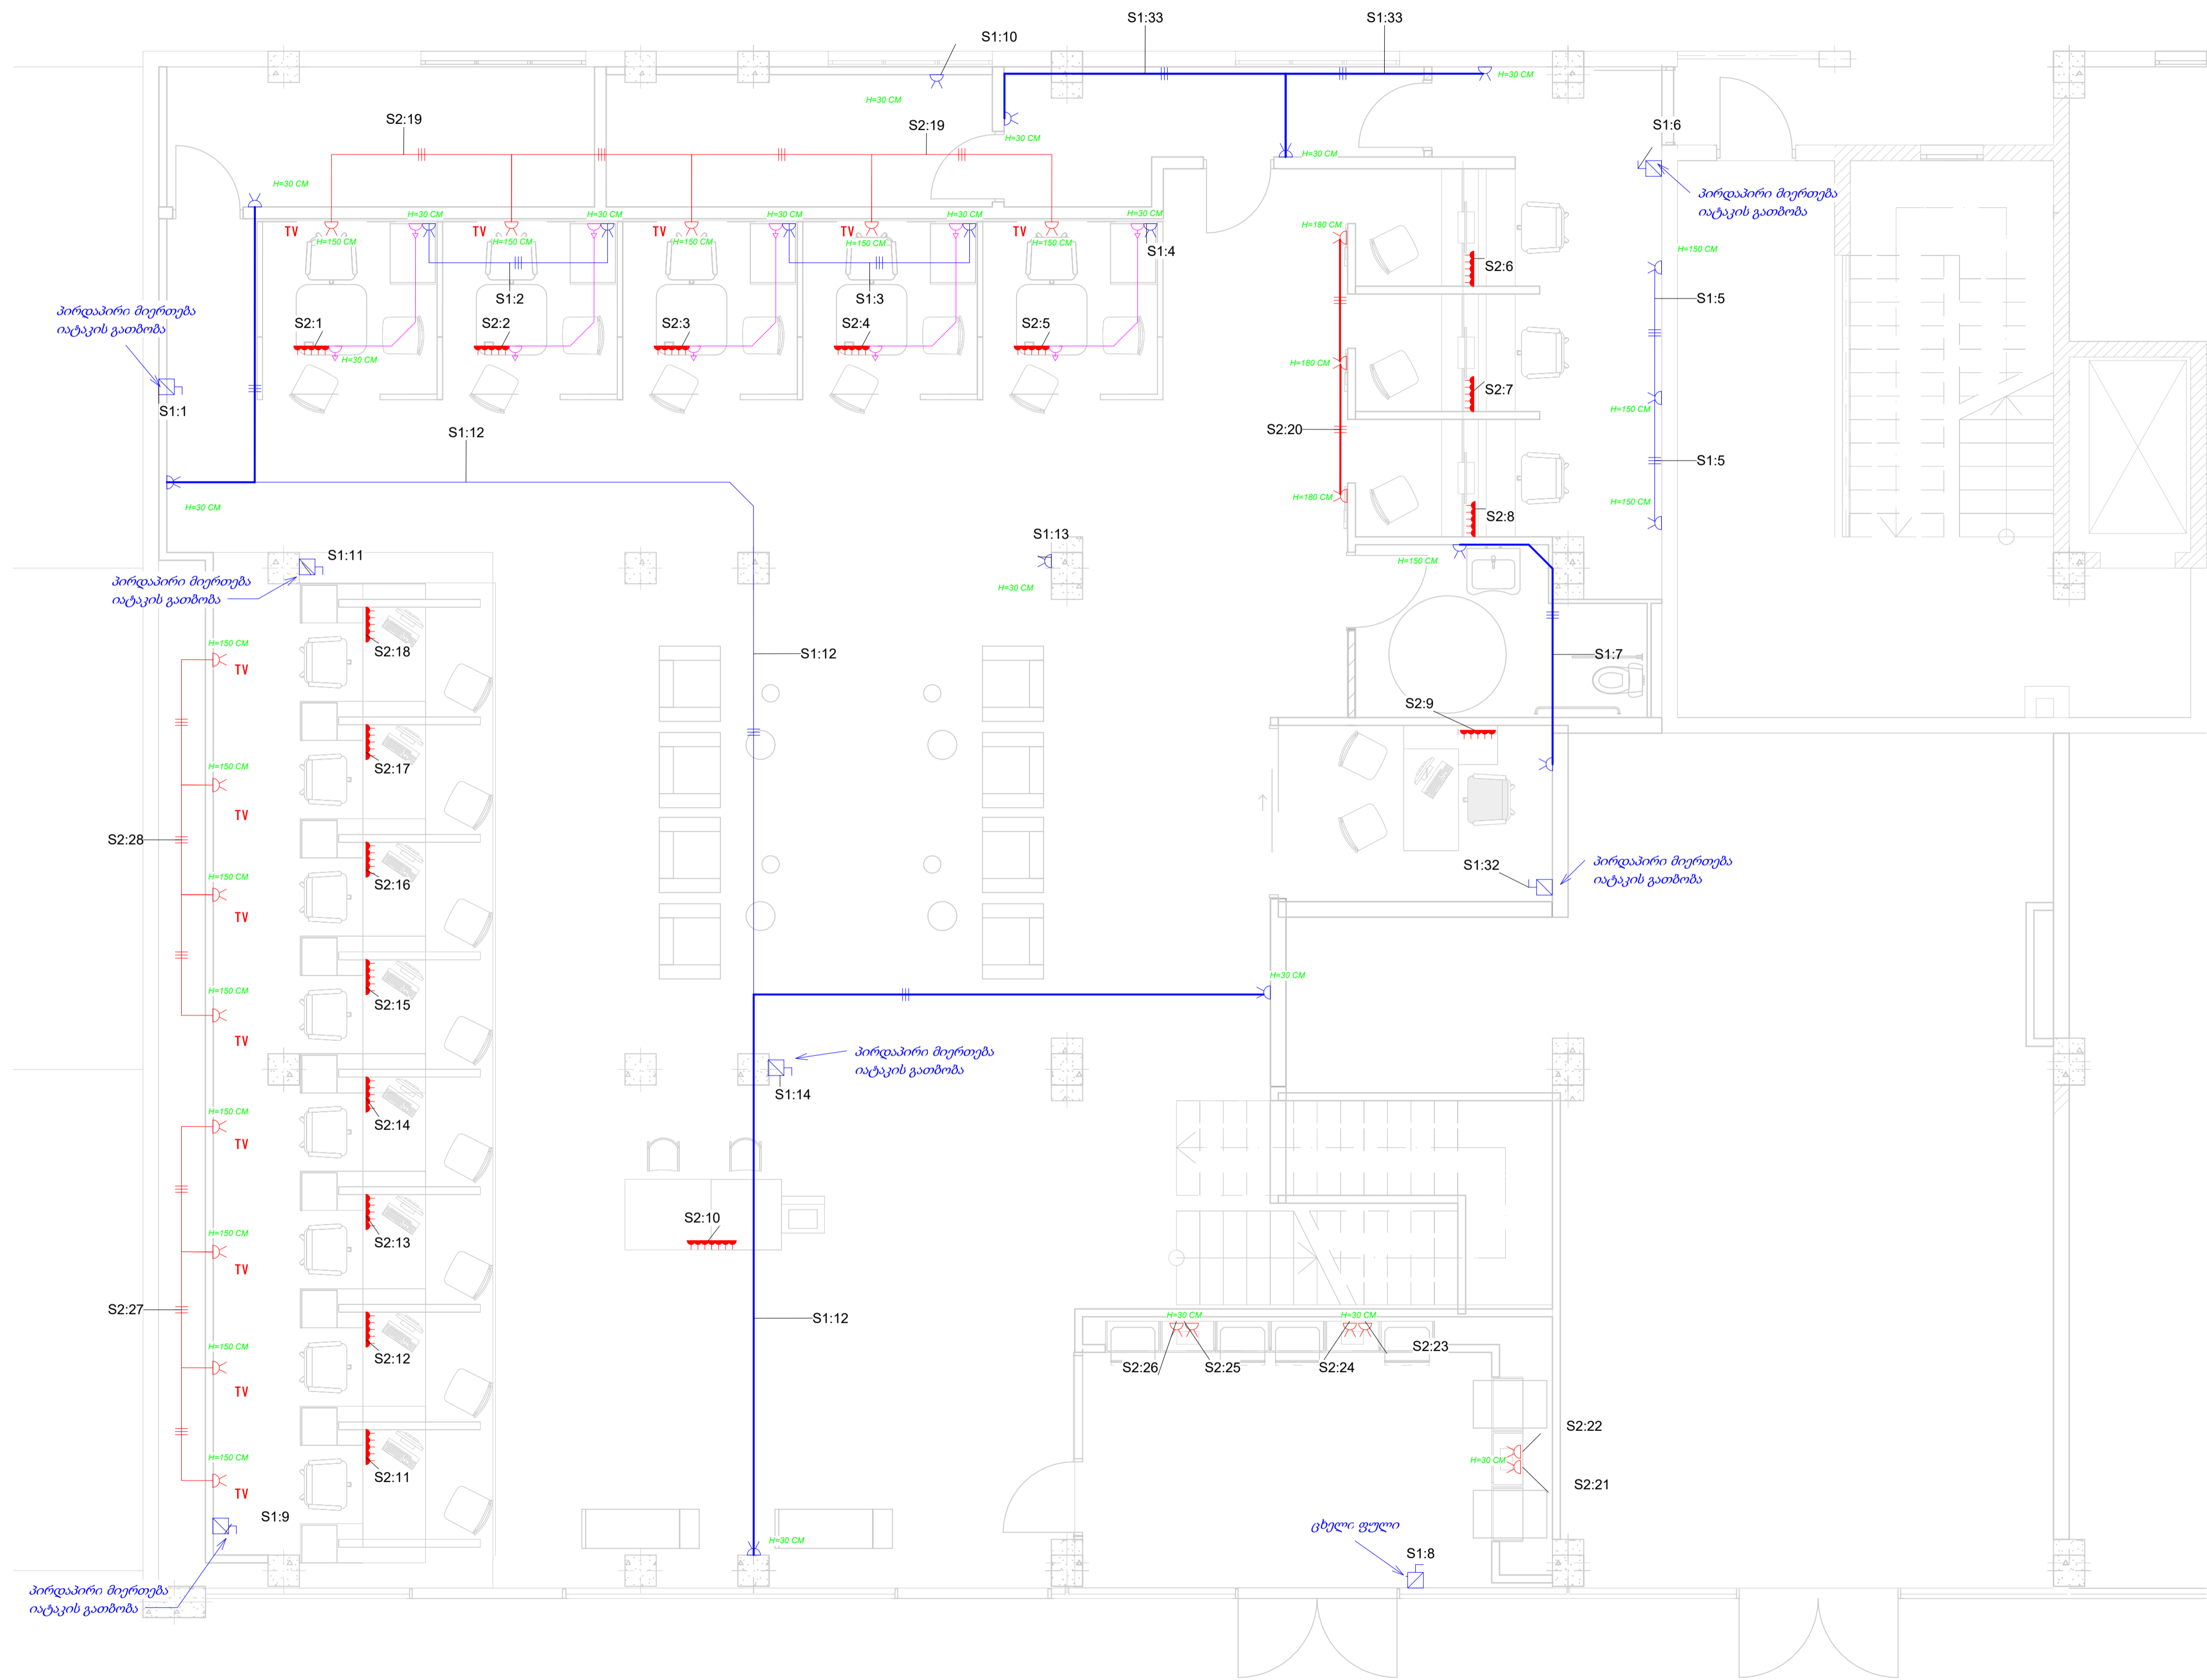 S1:33
S1:33
S1:10
H=30 CM
H=30 CM
S2:19
S2:19
S1:6
H=30 CM
H=30 CM
H=30 CM
პირდაპირი მიერთება
იატაკის გათბობა
H=30 CM
H=30 CM
H=30 CM
H=30 CM
H=30 CM
H=180 CM
TV
TV
TV
TV
TV
H=150 CM
H=150 CM
H=150 CM
H=150 CM
H=150 CM
S1:4
H=150 CM
S2:6
S1:2
S1:3
S1:5
პირდაპირი მიერთება
იატაკის გათბობა
S2:1
S2:2
S2:3
S2:4
S2:5
H=30 CM
H=180 CM
S2:7
S1:1
H=150 CM
S1:12
S2:20
S1:5
H=180 CM
H=150 CM
H=30 CM
S2:8
S1:13
S1:11
H=150 CM
პირდაპირი მიერთება
იატაკის გათბობა
H=30 CM
H=150 CM
S2:18
TV
S1:12
S1:7
S2:9
H=150 CM
S2:17
TV
S2:28
H=150 CM
S2:16
TV
S1:32
პირდაპირი მიერთება
იატაკის გათბობა
H=150 CM
S2:15
H=30 CM
TV
პირდაპირი მიერთება
იატაკის გათბობა
S1:14
H=150 CM
S2:14
TV
S2:10
H=150 CM
S2:13
TV
S2:27
S1:12
H=30 CM
H=30 CM
H=150 CM
S2:12
S2:26
S2:25
S2:24
S2:23
TV
S2:22
H=150 CM
S2:11
H=30 CM
S2:21
TV
S1:9
ცხელი ფული
H=30 CM
S1:8
პირდაპირი მიერთება
იატაკის გათბობა